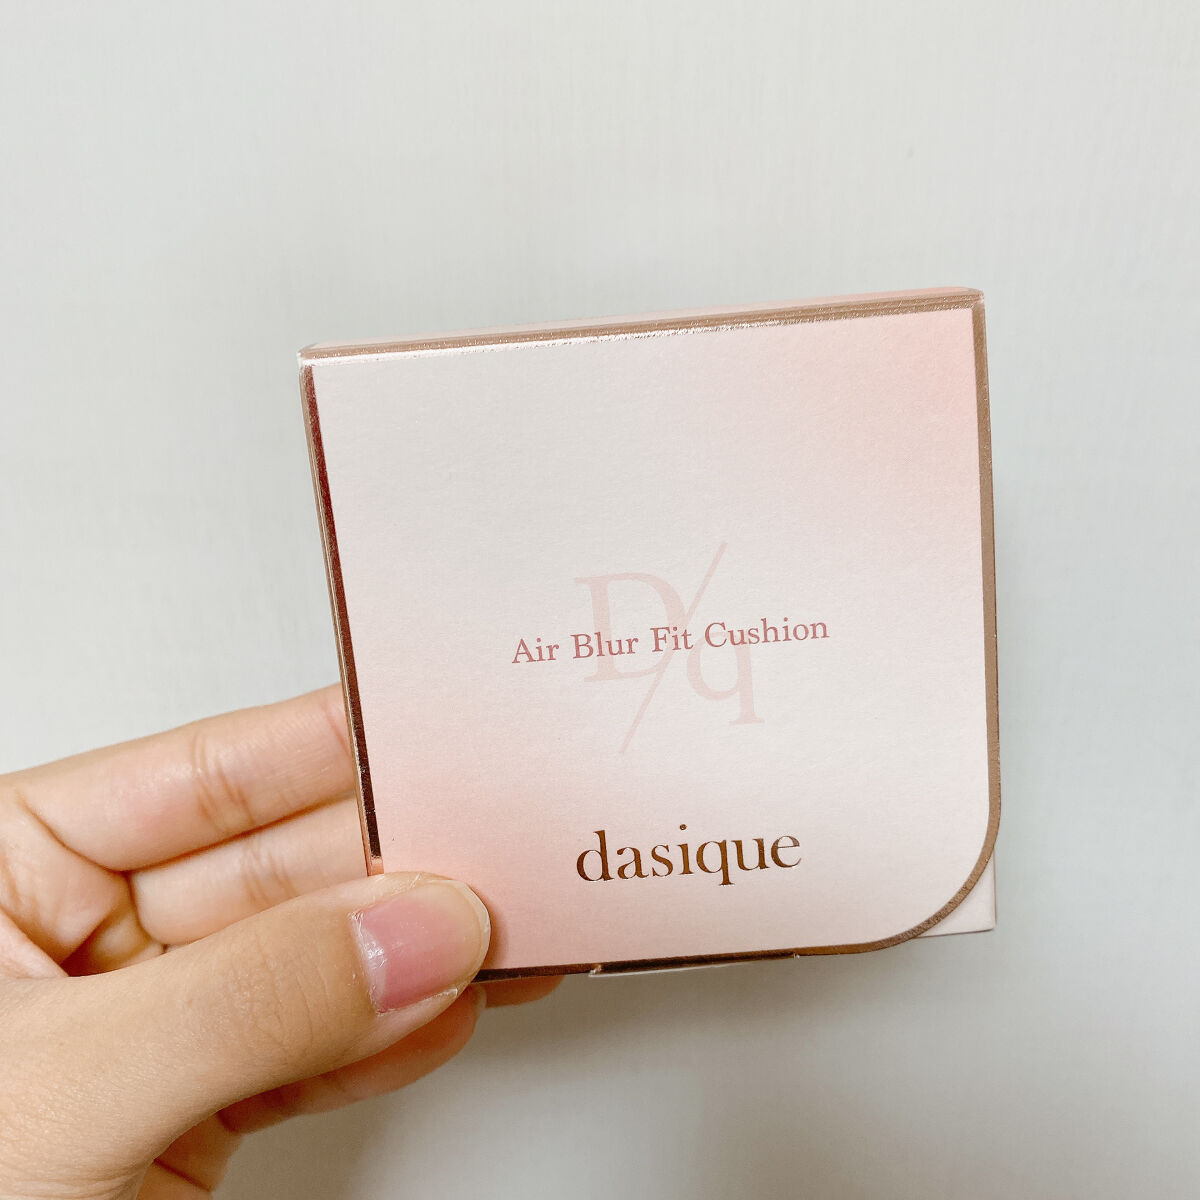 D/q
Air Blur Fit Cushion
dasique